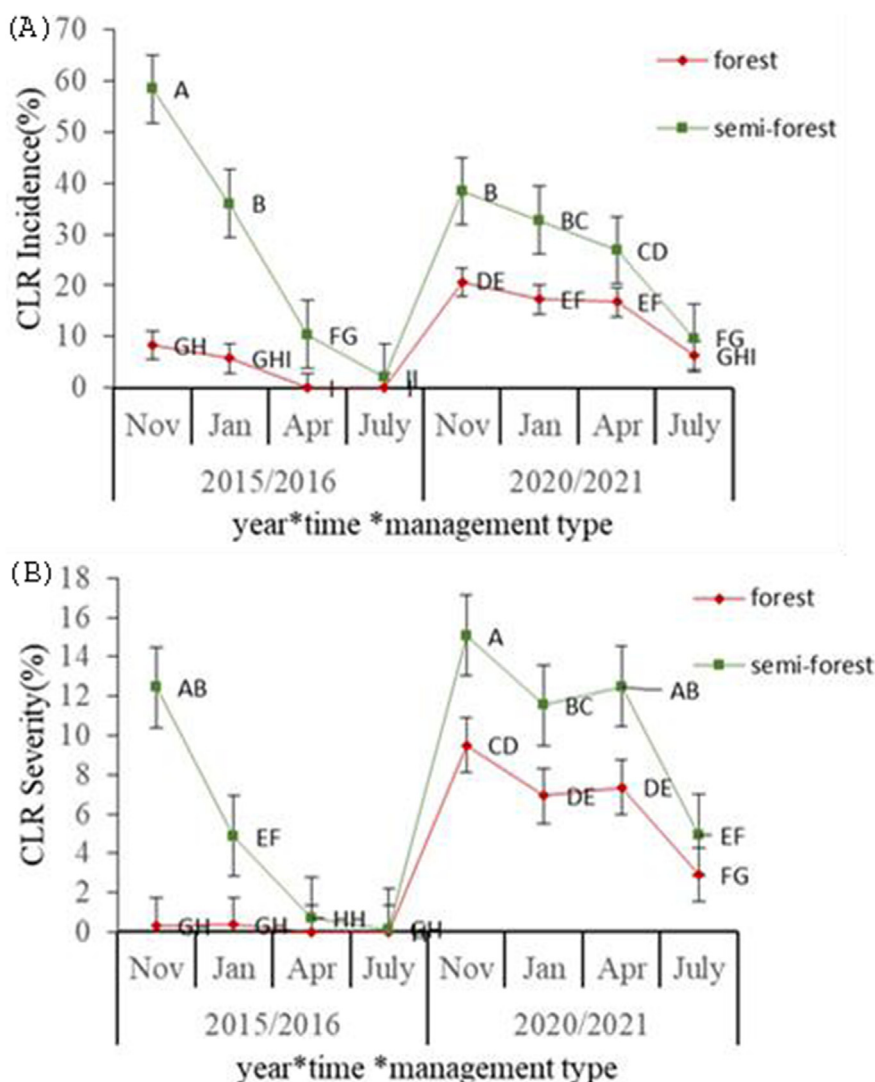 (A)
70
60
50
40
30
20
10
0
CLR Incidence(%)
forest
semi-forest
A
B
FG
B
BC
CD
FG
GH
GHI
I
DE
EF
EF
GHI
Nov Jan Apr July Nov Jan Apr July
2015/2016 2020/2021
year*time *management type
(B)
18
16
14
12
10
8
6
4
2
0
CLR Severity(%)
forest
semi-forest
AB
EF
HH
GH
A
BC
AB
EF
GH
GH
CD
DE
DE
FG
Nov Jan Apr July Nov Jan Apr July
2015/2016 2020/2021
year*time *management type